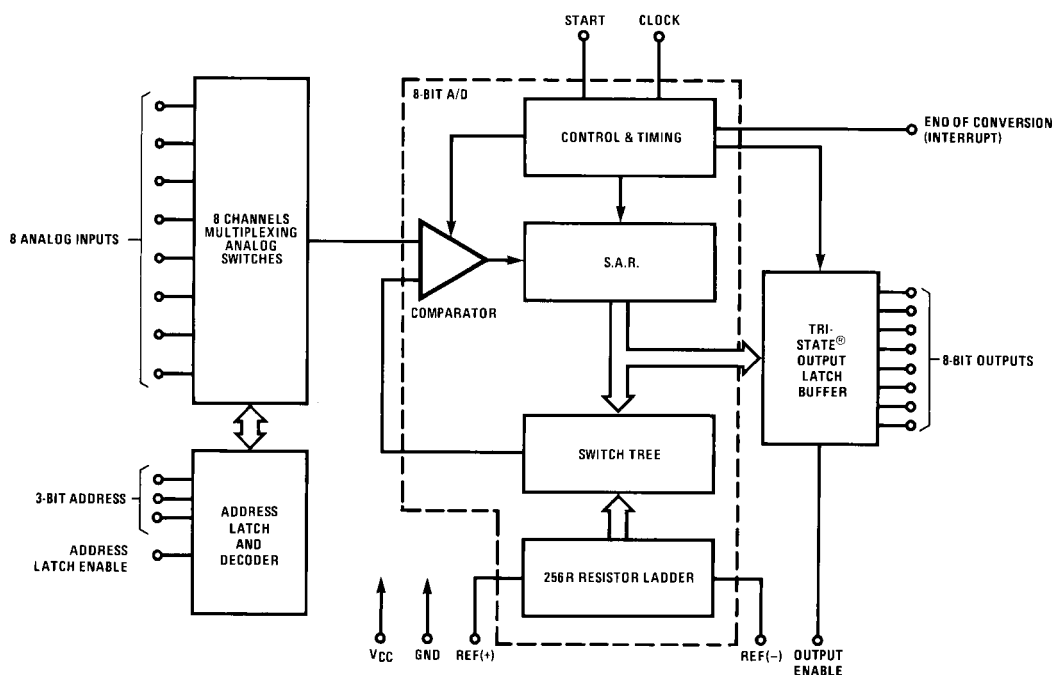 START
CLOCK
8-BIT A/D
END OF CONVERSION
(INTERRUPT)
CONTROL & TIMING
8 ANALOG INPUTS
8 CHANNELS
MULTIPLEXING
ANALOG
SWITCHES
S.A.R.
COMPARATOR
TRI-
STATE®
OUTPUT
LATCH
BUFFER
8-BIT OUTPUTS
SWITCH TREE
3-BIT ADDRESS
ADDRESS
LATCH ENABLE
ADDRESS
LATCH
AND
DECODER
256R RESISTOR LADDER
VCC
GND
REF(+)
REF(−)
OUTPUT
ENABLE